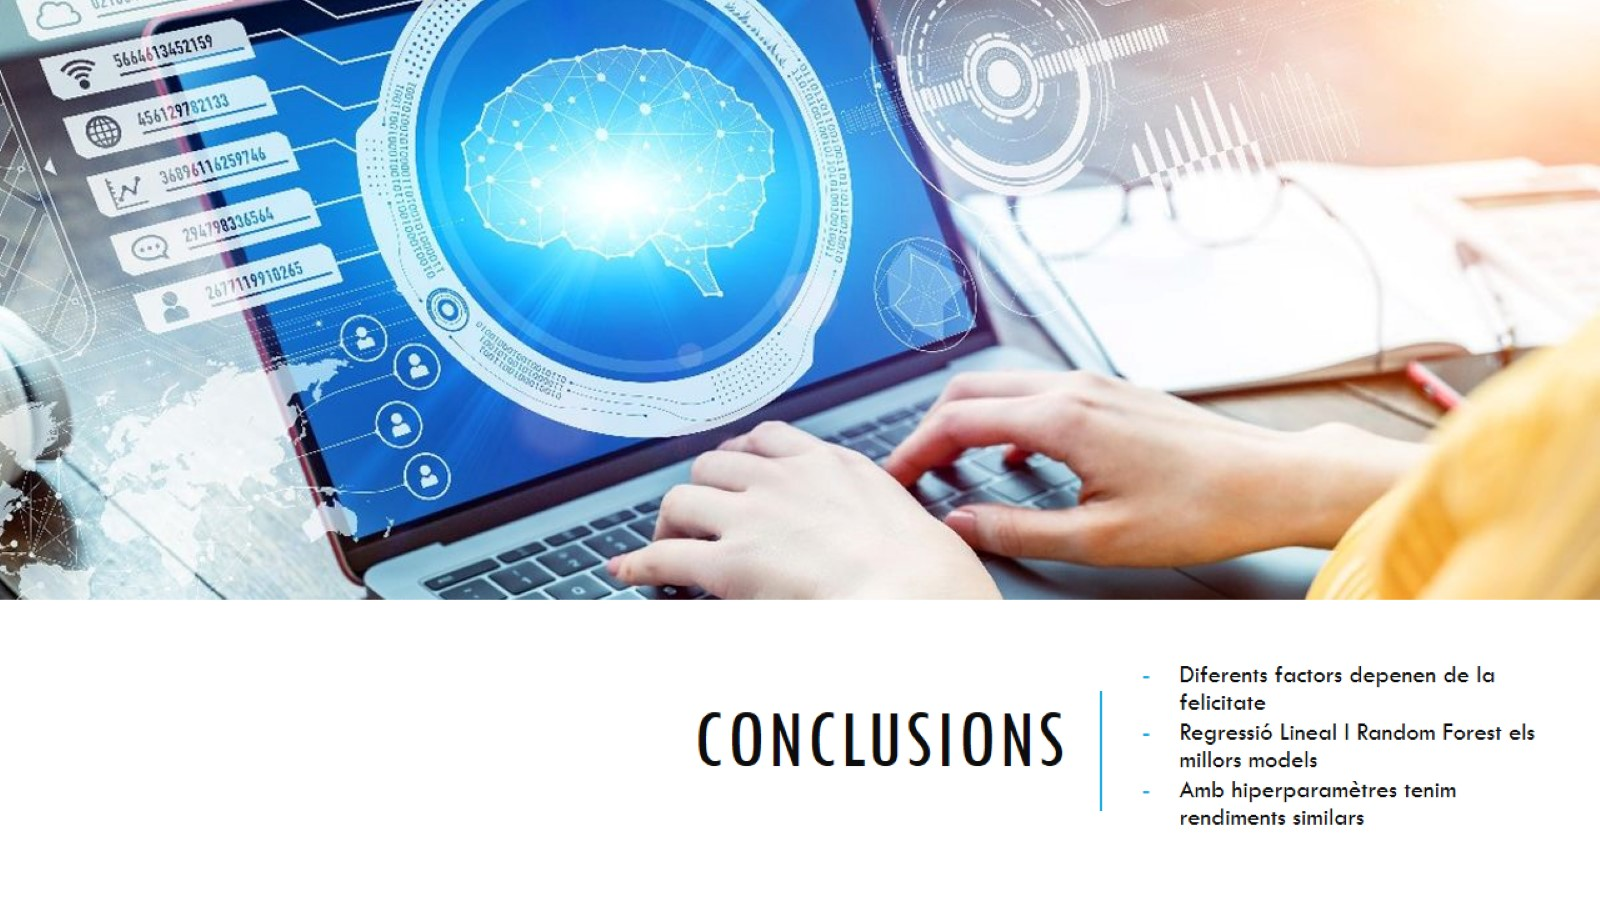 5664613452159
456129782133
36896116259746
294798336564
2677119910265
CONCLUSIONS
- Diferents factors depenen de la
felicitate
- Regressió Lineal I Random Forest els
millors models
- Amb hiperparamètres tenim
rendiments similars